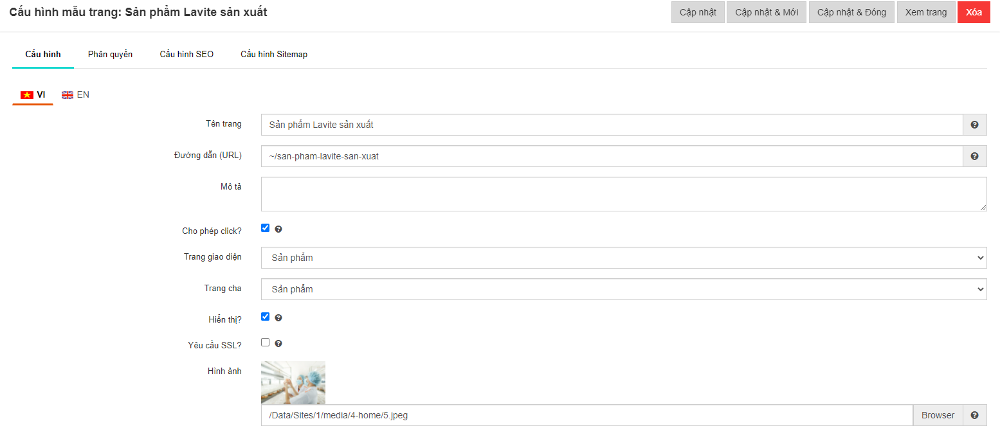 Cấu hình mẫu trang: Sản phẩm Lavite sản xuất
Cập nhật
Cập nhật & Mới
Cập nhật & Đóng
Xem trang
Xóa
Cấu hình
Phân quyền
Cấu hình SEO
Cấu hình Sitemap
VI
EN
Tên trang
Sản phẩm Lavite sản xuất
Đường dẫn (URL)
~/san-pham-lavite-san-xuat
Mô tả
Cho phép click?
Trang giao diện
Sản phẩm
Trang cha
Sản phẩm
Hiển thị?
Yêu cầu SSL?
Hình ảnh
/Data/Sites/1/media/4-home/5.jpeg
Browser